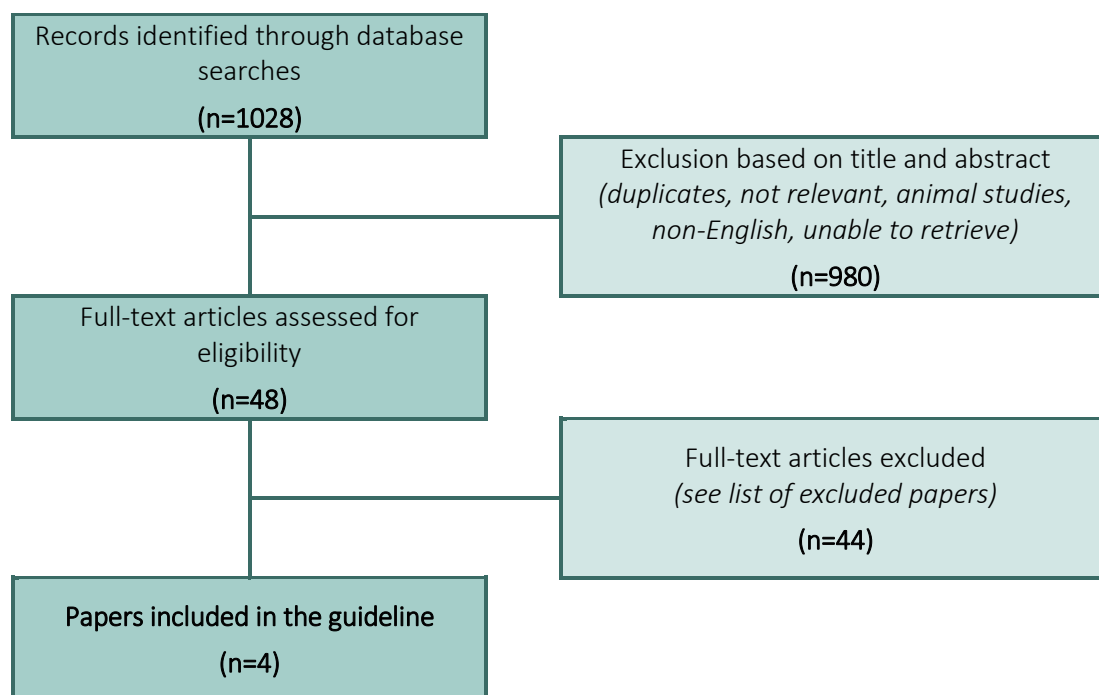 Records identified through database
searches
(n=1028)
Exclusion based on title and abstract
(duplicates, not relevant, animal studies,
non-English, unable to retrieve)
(n=980)
Full-text articles assessed for
eligibility
(n=48)
Full-text articles excluded
(see list of excluded papers)
(n=44)
Papers included in the guideline
(n=4)